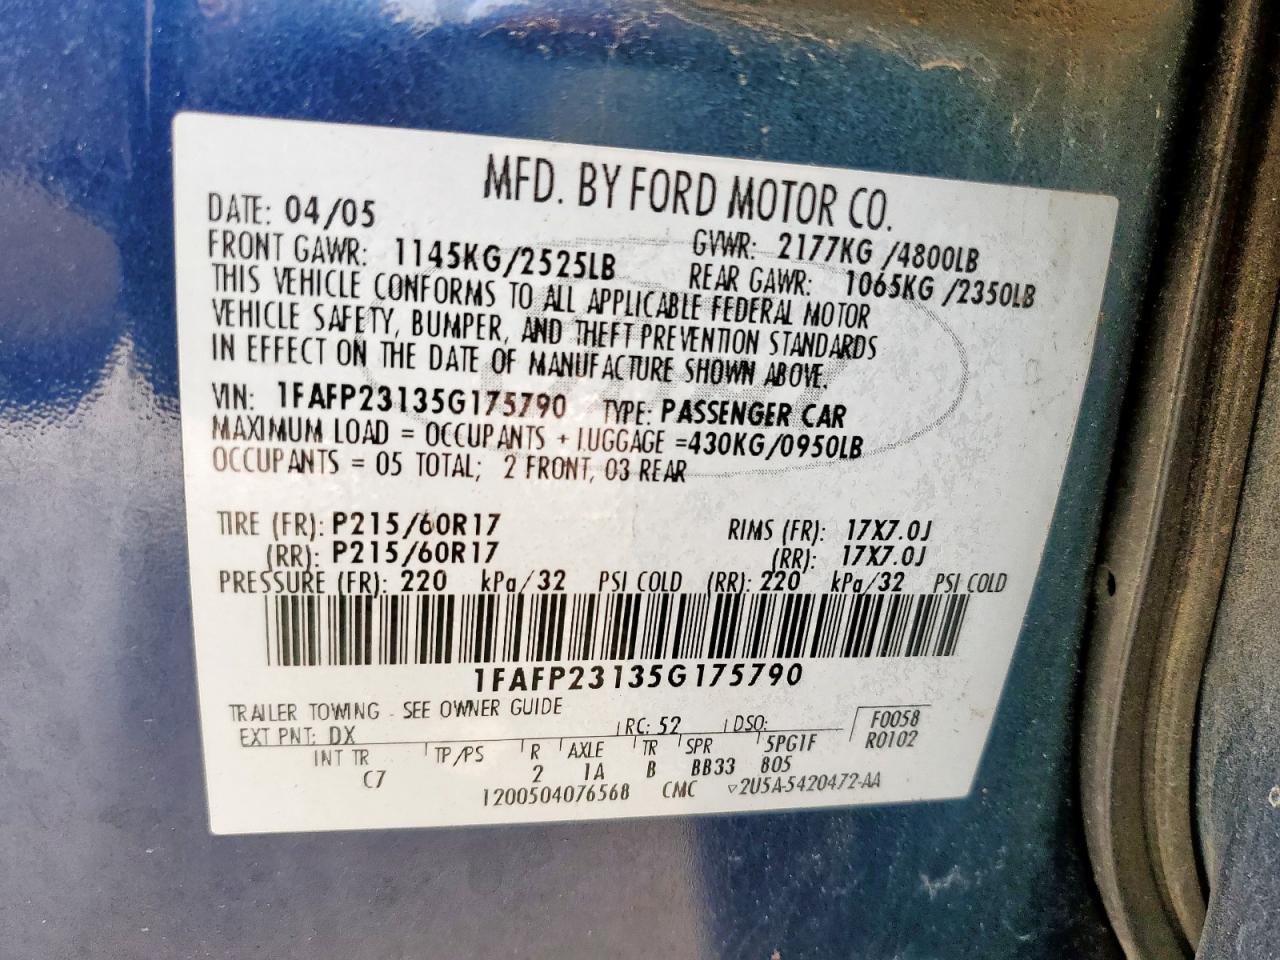 MFD. BY FORD MOTOR CO.
DATE: 04/05
GVWR: 2177KG /4800LB
FRONT GAWR: 1145KG/2525LB
REAR GAWR: 1065KG /2350LB
THIS VEHICLE CONFORMS TO ALL APPLICABLE FEDERAL MOTOR
VEHICLE SAFETY, BUMPER, AND THEFT PREVENTION STANDARDS
IN EFFECT ON THE DATE OF MANUFACTURE SHOWN ABOVE.
VIN: 1FAFP23135G175790 TYPE: PASSENGER CAR
MAXIMUM LOAD = OCCUPANTS + LUGGAGE =430KG/0950LB
OCCUPANTS = 05 TOTAL; 2 FRONT, 03 REAR
TIRE (FR): P215/60R17 RIMS (FR): 17X7.0J
(RR): P215/60R17 (RR): 17X7.0J
PRESSURE (FR): 220 kPa/32 PSI COLD (RR): 220 kPa/32 PSI COLD
1FAFP23135G175790
TRAILER TOWING - SEE OWNER GUIDE
EXT PNT: DX RC: 52 DSO: F0058
R0102
INT TR TP/PS R AXLE TR SPR 5PG1F
C7 2 1A B BB33 805
1200504076568 CMC ▽2U5A-5420472-AA